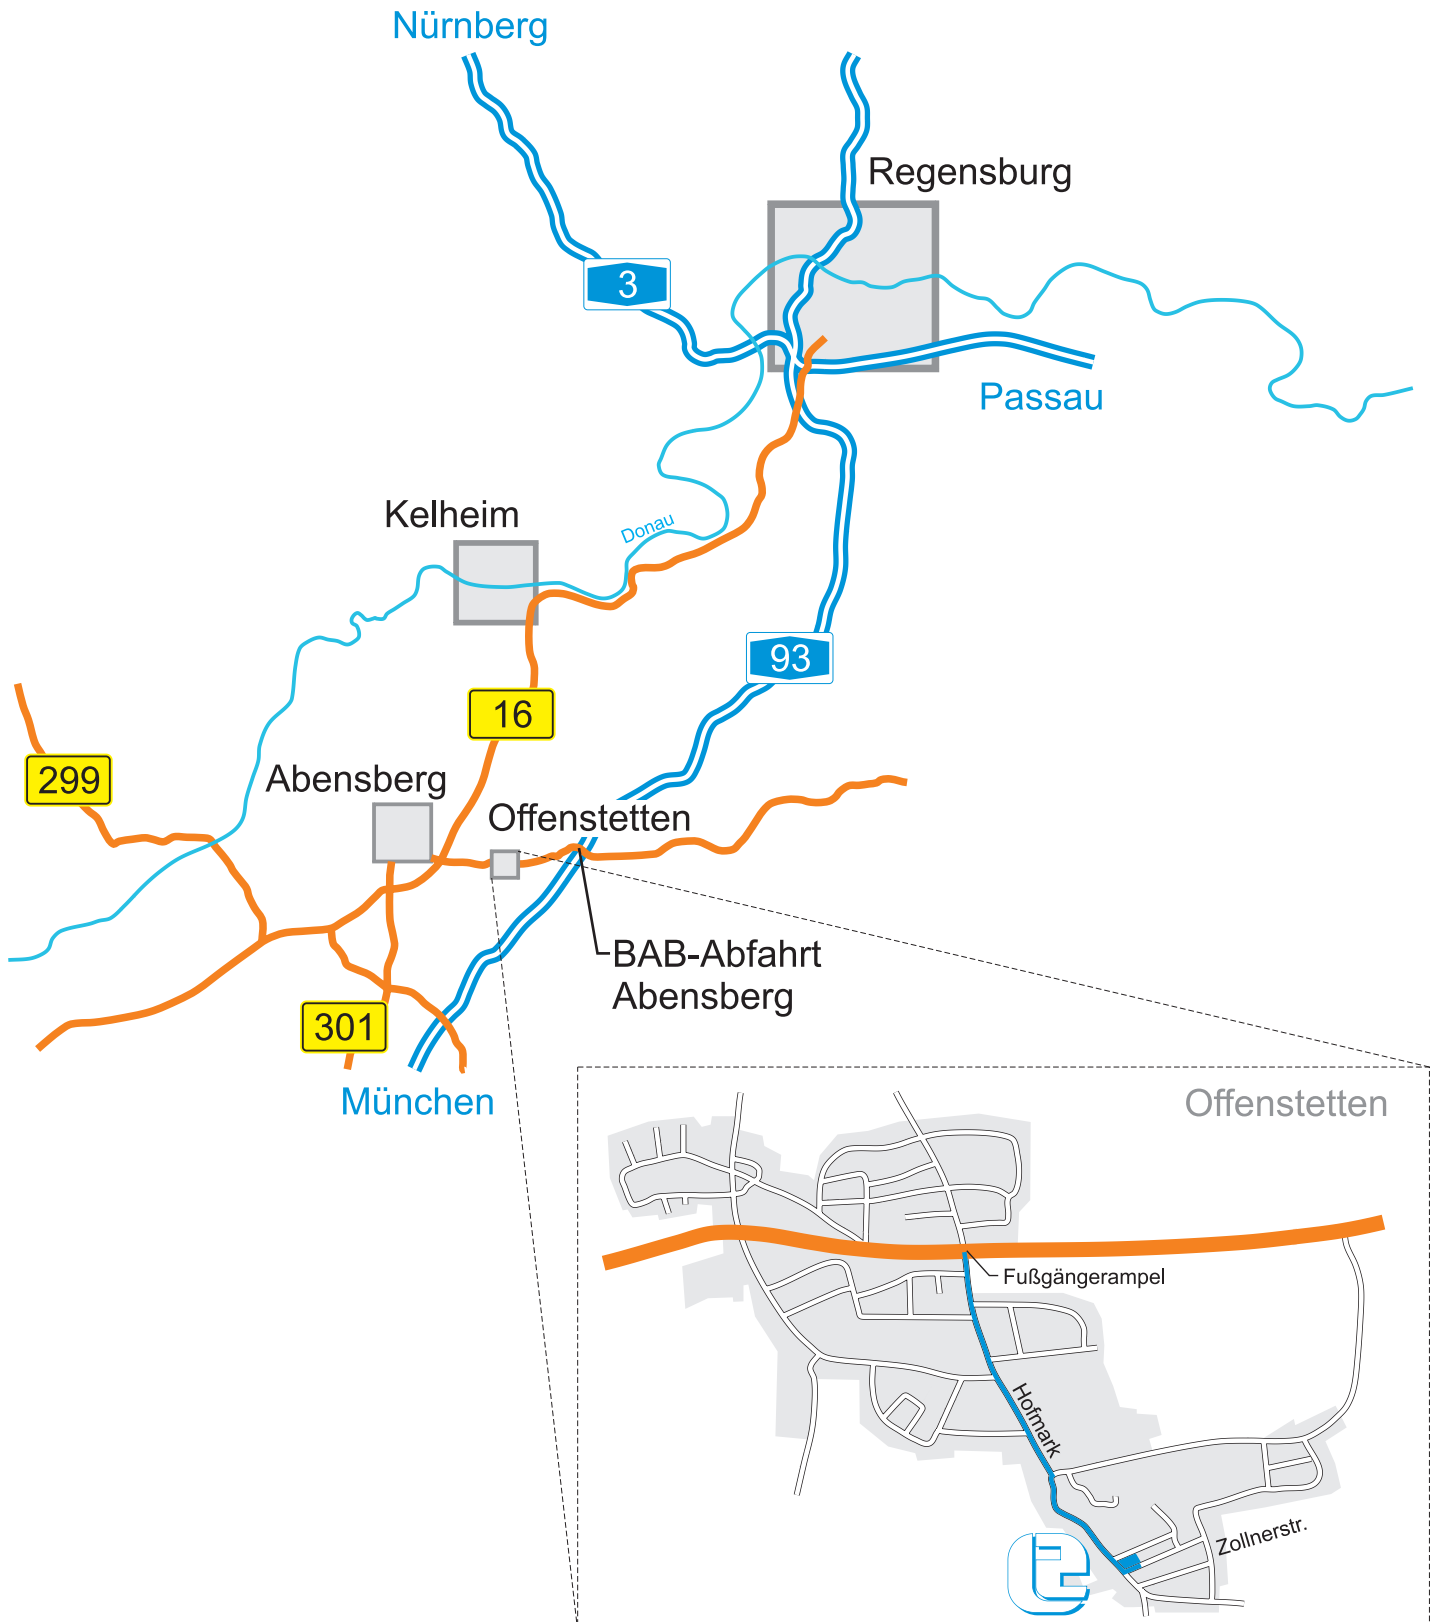 Nürnberg
Regensburg
3
Passau
Kelheim
Donau
93
16
299
Abensberg
Offenstetten
BAB-Abfahrt
Abensberg
301
München
Offenstetten
Fußgängerampel
Hofmark
Zollnerstr.